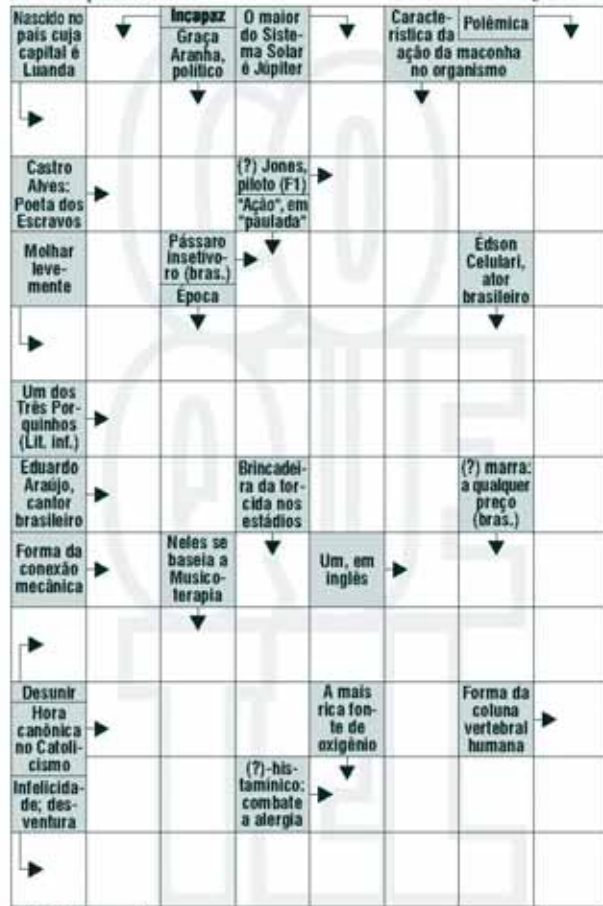 Nascido no
país cuja
capital é
Luanda
Incapaz
Graça
Aranha,
político
O maior
do Siste-
ma Solar
é Júpiter
Caracte-
rística da
ação da maconha
no organismo
Polêmica
Castro
Alves:
Poeta dos
Escravos
(?) Jones,
piloto (F1)
"Ação", em
"paulada"
Molhar
leve-
mente
Pássaro
insetívo-
ro (bras.)
Época
Édson
Celulari,
ator
brasileiro
Um dos
Três Por-
quinhos
(Lit. inf.)
Eduardo
Araújo,
cantor
brasileiro
Brincadei-
ra da tor-
cida nos
estádios
(?) marra:
a qualquer
preço
(bras.)
Forma da
conexão
mecânica
Neles se
baseia a
Musico-
terapia
Um, em
inglês
Desunir
Hora
canônica
no Catoli-
cismo
A mais
rica fon-
te de
oxigênio
Forma da
coluna
vertebral
humana
Infelicida-
de; des-
ventura
(?)-his-
tamínico:
combate
a alergia
COQUETEL